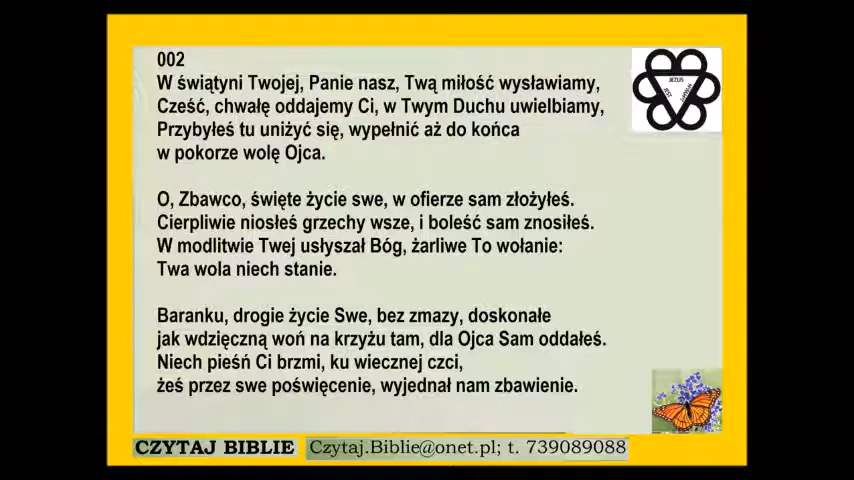 002
W świątyni Twojej, Panie nasz, Twą miłość wysławiamy,
Cześć, chwałę oddajemy Ci, w Twym Duchu uwielbiamy,
Przybyłeś tu uniżyć się, wypełnić aż do końca
w pokorze wolę Ojca.
O, Zbawco, święte życie swe, w ofierze sam złożyłeś.
Cierpliwie niosłeś grzechy wsze, i boleść sam znosiłeś.
W modlitwie Twej usłyszał Bóg, żarliwe To wołanie:
Twa wola niech stanie.
Baranku, drogie życie Swe, bez zmazy, doskonałe
jak wdzięczną woń na krzyżu tam, dla Ojca Sam oddałeś.
Niech pieśń Ci brzmi, ku wiecznej czci,
żeś przez swe poświęcenie, wyjednał nam zbawienie.
JEZUS
CZYTAJ BIBLIE Czytaj.Biblie@onet.pl; t. 739089088